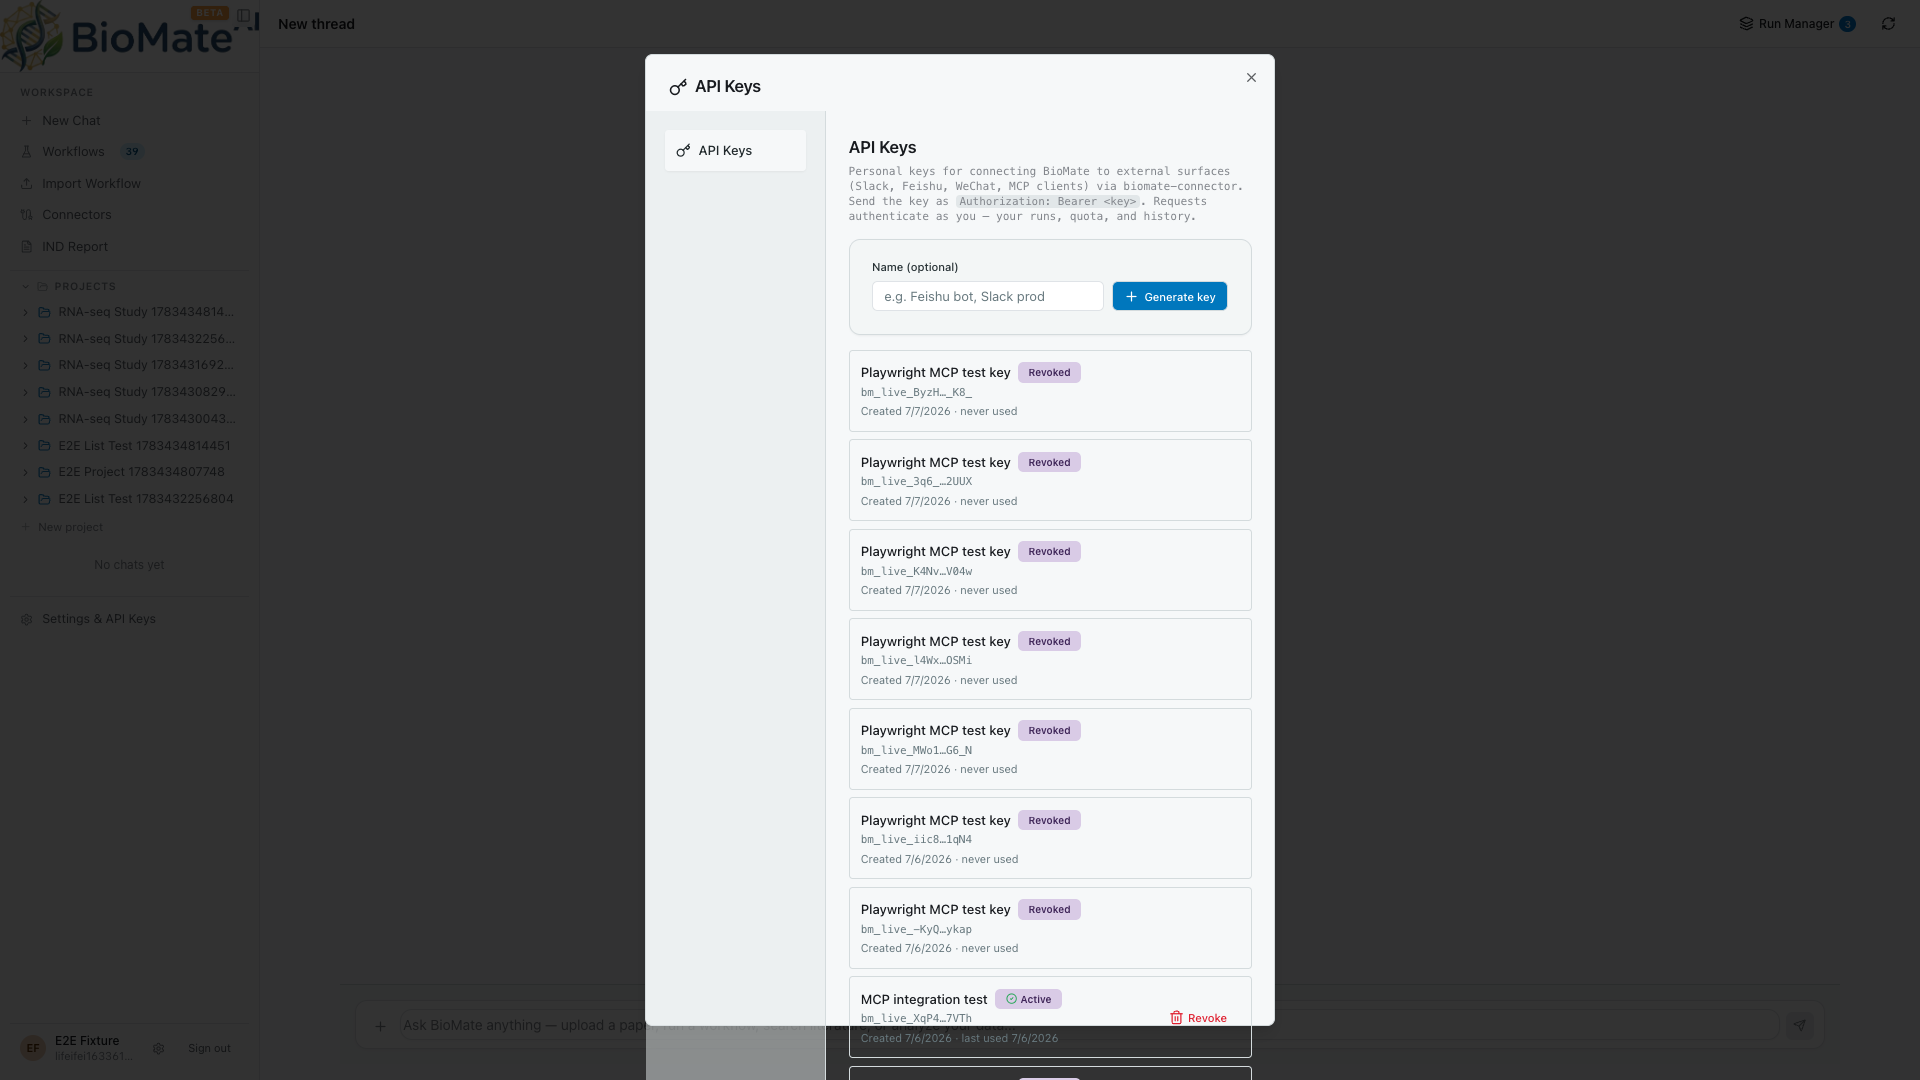 BETA
BioMate
New thread
Run Manager 3
WORKSPACE
New Chat
Workflows 39
Import Workflow
Connectors
IND Report
PROJECTS
RNA-seq Study 1783434814...
RNA-seq Study 1783432256...
RNA-seq Study 1783431692...
RNA-seq Study 1783430829...
RNA-seq Study 1783430043...
E2E List Test 1783434814451
E2E Project 1783434807748
E2E List Test 1783432256804
New project
No chats yet
Settings & API Keys
EF
E2E Fixture
lifeifei163361...
Sign out
API Keys
API Keys
API Keys
Personal keys for connecting BioMate to external surfaces
(Slack, Feishu, WeChat, MCP clients) via biomate-connector.
Send the key as Authorization: Bearer <key>. Requests
authenticate as you — your runs, quota, and history.
Name (optional)
e.g. Feishu bot, Slack prod
Generate key
Playwright MCP test key Revoked
bm_live_ByzH…_K8_
Created 7/7/2026 · never used
Playwright MCP test key Revoked
bm_live_3q6_…2UUX
Created 7/7/2026 · never used
Playwright MCP test key Revoked
bm_live_K4Nv…V04w
Created 7/7/2026 · never used
Playwright MCP test key Revoked
bm_live_l4Wx…OSMi
Created 7/7/2026 · never used
Playwright MCP test key Revoked
bm_live_MWo1…G6_N
Created 7/7/2026 · never used
Playwright MCP test key Revoked
bm_live_iic8…1qN4
Created 7/6/2026 · never used
Playwright MCP test key Revoked
bm_live_-KyQ…ykap
Created 7/6/2026 · never used
MCP integration test Active
bm_live_XqP4…7VTh
Revoke
Created 7/6/2026 · last used 7/6/2026
Ask BioMate anything — upload a